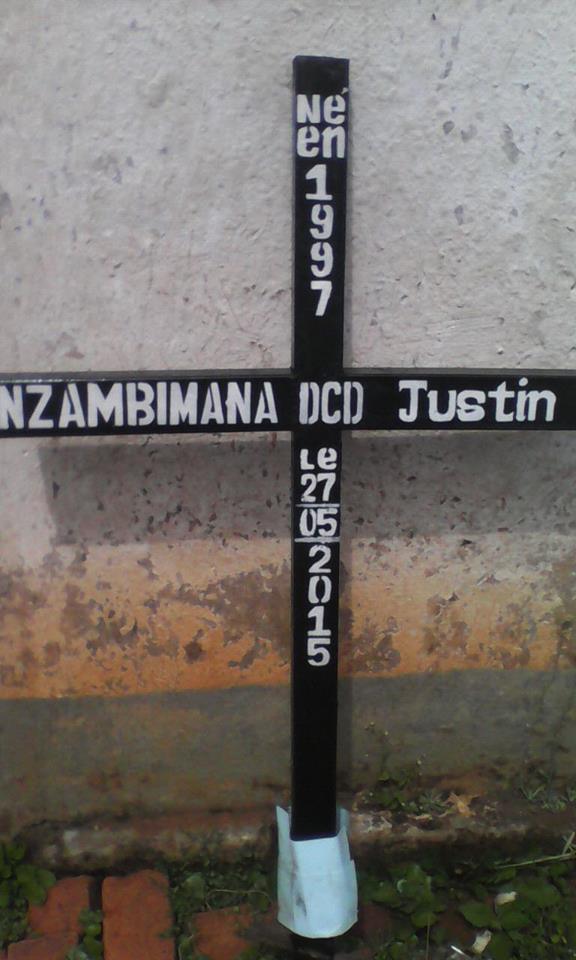 Né
en
1997
NZAMBIMANA DCD Justin
Le
27
05
2015